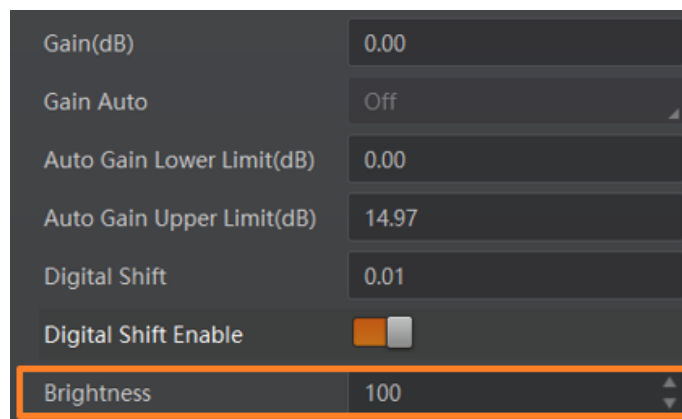 Gain(dB) 0.00
Gain Auto Off
Auto Gain Lower Limit(dB) 0.00
Auto Gain Upper Limit(dB) 14.97
Digital Shift 0.01
Digital Shift Enable
Brightness 100